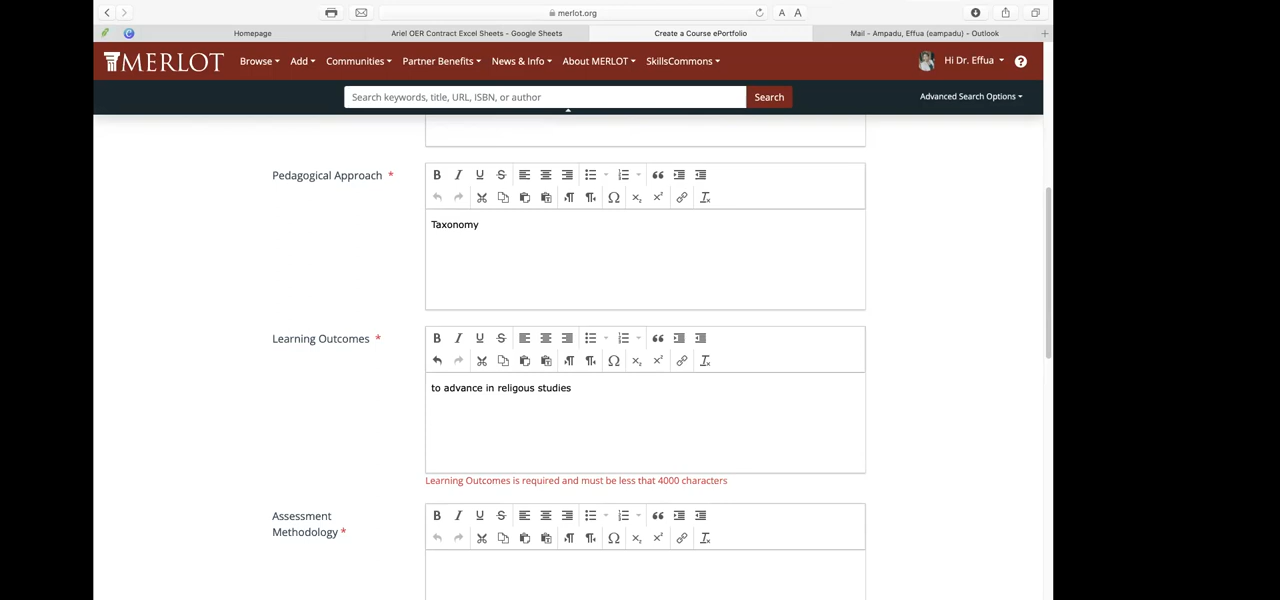 merlot.org
A A
Homepage
Ariel OER Contract Excel Sheets - Google Sheets
Create a Course ePortfolio
Mail - Ampadu, Effua (eampadu) - Outlook
MERLOT
Browse
Add
Communities
Partner Benefits
News & Info
About MERLOT
SkillsCommons
Hi Dr. Effua
?
Search keywords, title, URL, ISBN, or author
Search
Advanced Search Options
Pedagogical Approach *
B I U S
Taxonomy
Learning Outcomes *
B I U S
to advance in religous studies
Learning Outcomes is required and must be less that 4000 characters
Assessment
Methodology *
B I U S